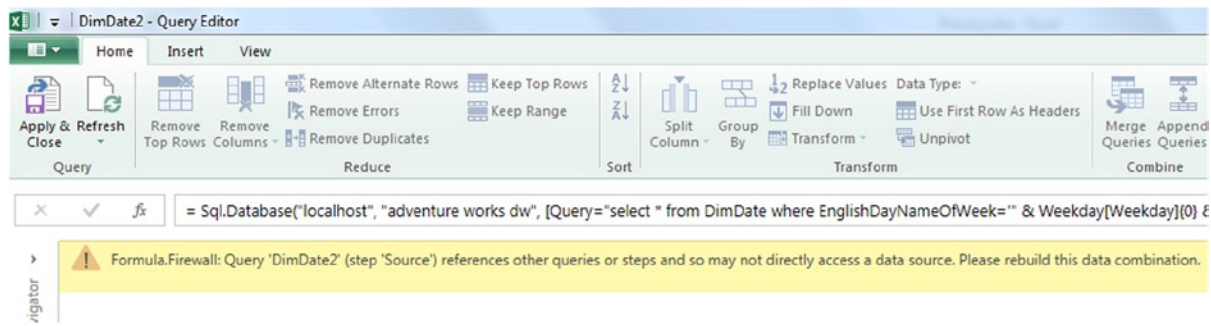 DimDate2 - Query Editor
Home Insert View
Remove Alternate Rows Keep Top Rows Replace Values Data Type:
Remove Errors Keep Range Fill Down Use First Row As Headers
Apply & Close Refresh Remove Top Rows Remove Columns Remove Duplicates Split Column Group By Transform Unpivot Merge Queries Append Queries
Query Reduce Sort Transform Combine
fx = Sql.Database("localhost", "adventure works dw", [Query="select * from DimDate where EnglishDayNameOfWeek='" & Weekday[Weekday]{0} &
Formula.Firewall: Query 'DimDate2' (step 'Source') references other queries or steps and so may not directly access a data source. Please rebuild this data combination.
vigator